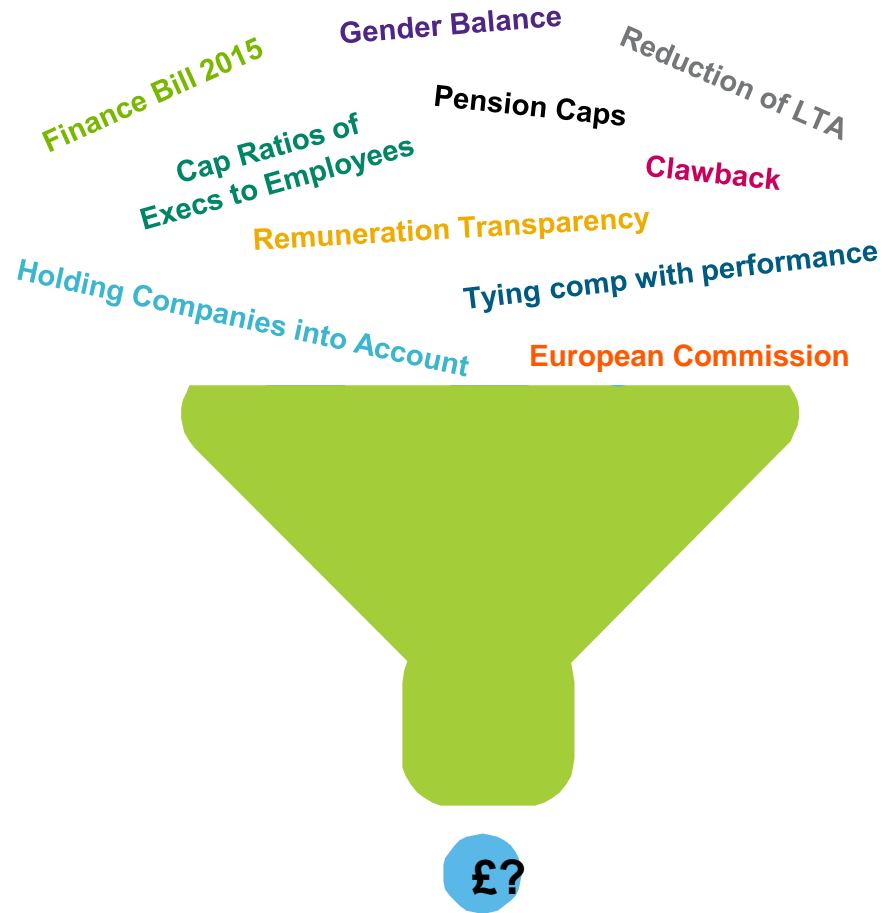 Gender Balance
Reduction of LTA
Finance Bill 2015
Pension Caps
Cap Ratios of
Execs to Employees
Clawback
Remuneration Transparency
Tying comp with performance
Holding Companies into Account
European Commission
£?